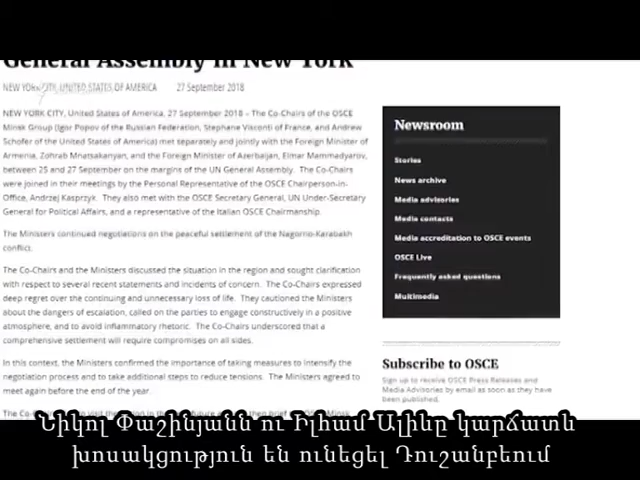 General Assembly in New York
NEW YORK CITY, UNITED STATES OF AMERICA 27 September 2018
NEW YORK CITY, United States of America, 27 September 2018 – The Co-Chairs of the OSCE
Minsk Group (Igor Popov of the Russian Federation, Stephane Visconti of France, and Andrew
Schofer of the United States of America) met separately and jointly with the Foreign Minister of
Armenia, Zohrab Mnatsakanyan, and the Foreign Minister of Azerbaijan, Elmar Mammadyarov,
between 25 and 27 September on the margins of the UN General Assembly. The Co-Chairs
were joined in their meetings by the Personal Representative of the OSCE Chairperson-in-
Office, Andrzej Kasprzyk. They also met with the OSCE Secretary General, UN Under-Secretary
General for Political Affairs, and a representative of the Italian OSCE Chairmanship.
The Ministers continued negotiations on the peaceful settlement of the Nagorno-Karabakh
conflict.
The Co-Chairs and the Ministers discussed the situation in the region and sought clarification
with respect to several recent statements and incidents of concern. The Co-Chairs expressed
deep regret over the continuing and unnecessary loss of life. They cautioned the Ministers
about the dangers of escalation, called on the parties to engage constructively in a positive
atmosphere, and to avoid inflammatory rhetoric. The Co-Chairs underscored that a
comprehensive settlement will require compromises on all sides.
In this context, the Ministers confirmed the importance of taking measures to intensify the
negotiation process and to take additional steps to reduce tensions. The Ministers agreed to
meet again before the end of the year.
Newsroom
Stories
News archive
Media advisories
Media contacts
Media accreditation to OSCE events
OSCE Live
Frequently asked questions
Multimedia
Subscribe to OSCE
Sign up to receive OSCE Press Releases and
Media Advisories by email as soon as they have
been published.
Նիկոլ Փաշինյանն ու Իլհամ Ալիևը կարճատև
խոսակցություն են ունեցել Դուշանբեում